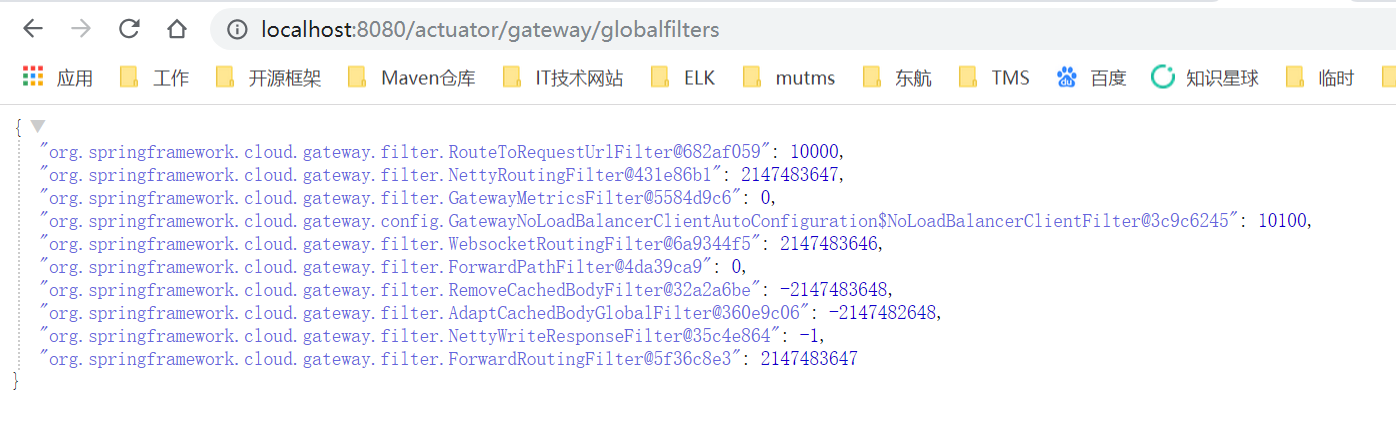 localhost:8080/actuator/gateway/globalfilters
应用 工作 开源框架 Maven仓库 IT技术网站 ELK mutms 东航 TMS 百度 知识星球 临时
{
"org.springframework.cloud.gateway.filter.RouteToRequestUrlFilter@682af059": 10000,
"org.springframework.cloud.gateway.filter.NettyRoutingFilter@431e86b1": 2147483647,
"org.springframework.cloud.gateway.filter.GatewayMetricsFilter@5584d9c6": 0,
"org.springframework.cloud.gateway.config.GatewayNoLoadBalancerClientAutoConfiguration$NoLoadBalancerClientFilter@3c9c6245": 10100,
"org.springframework.cloud.gateway.filter.WebsocketRoutingFilter@6a9344f5": 2147483646,
"org.springframework.cloud.gateway.filter.ForwardPathFilter@4da39ca9": 0,
"org.springframework.cloud.gateway.filter.RemoveCachedBodyFilter@32a2a6be": -2147483648,
"org.springframework.cloud.gateway.filter.AdaptCachedBodyGlobalFilter@360e9c06": -2147482648,
"org.springframework.cloud.gateway.filter.NettyWriteResponseFilter@35c4e864": -1,
"org.springframework.cloud.gateway.filter.ForwardRoutingFilter@5f36c8e3": 2147483647
}